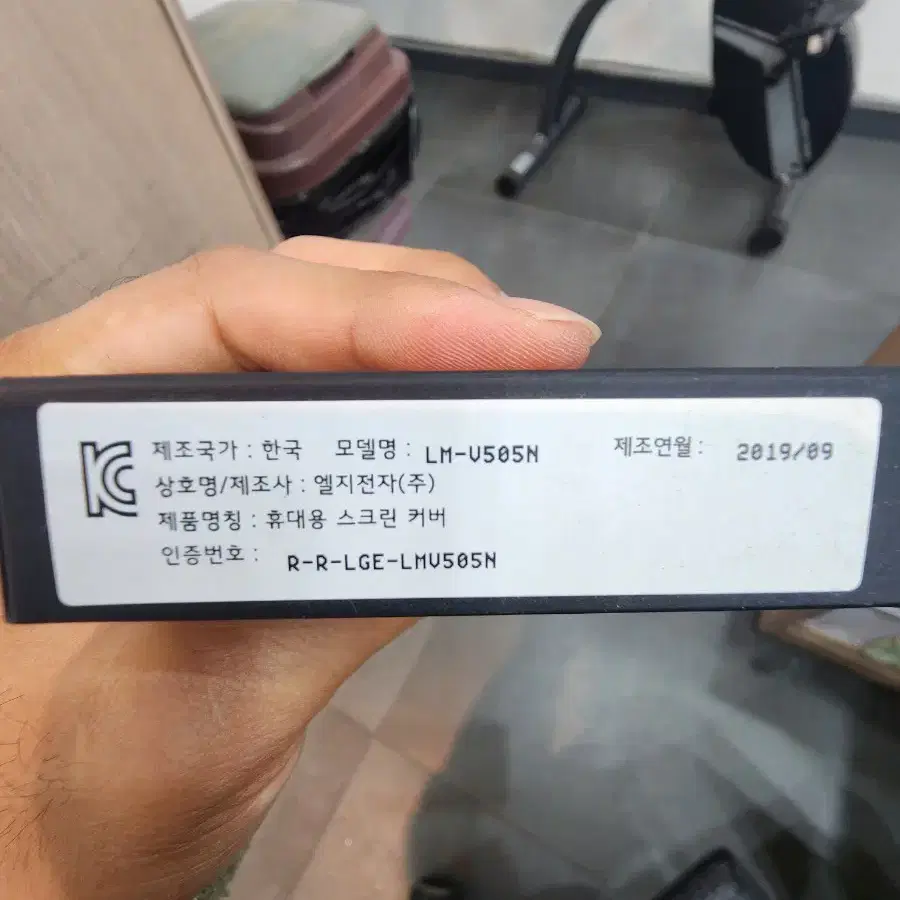 KC 제조국가 : 한국 모델명 : LM-V505N 제조연월 : 2019/09
상호명/제조사 : 엘지전자(주)
제품명칭 : 휴대용 스크린 커버
인증번호 : R-R-LGE-LMV505N